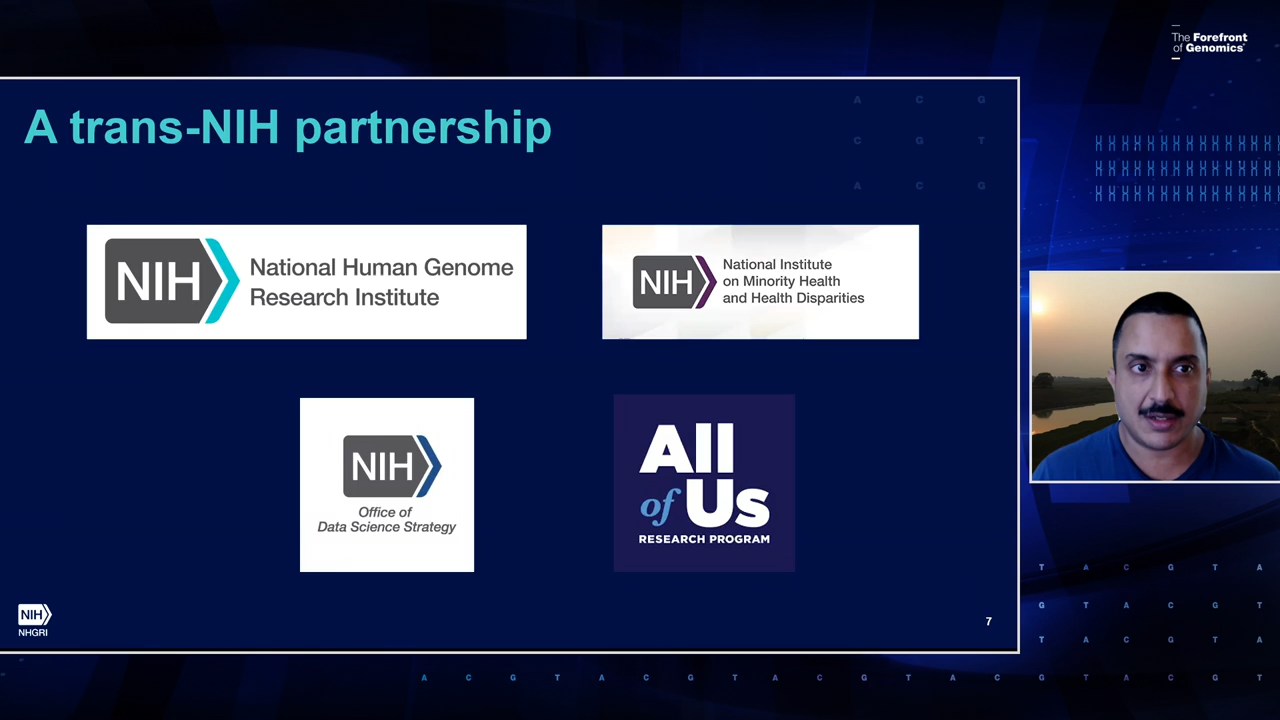 The Forefront
of Genomics®
A trans-NIH partnership
A C G
C G T
A C G
NIH National Human Genome
Research Institute
NIH National Institute
on Minority Health
and Health Disparities
NIH
Office of
Data Science Strategy
All
of Us
RESEARCH PROGRAM
NIH
NHGRI
7
T A C G T A
G T A C G T
T A C G T A
A C G T A C G T A C G T A C G T A C G T